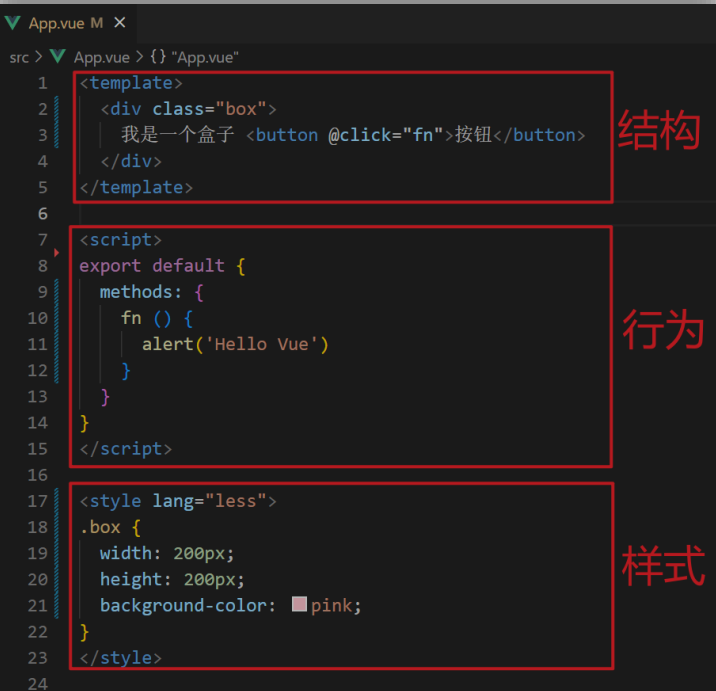 App.vue M ×
src > App.vue > {} "App.vue"
1 <template>
2 <div class="box">
3 我是一个盒子 <button @click="fn">按钮</button>
4 </div>
5 </template>
结构
6
7 <script>
8 export default {
9 methods: {
10 fn () {
11 alert('Hello Vue')
12 }
13 }
14 }
15 </script>
行为
16
17 <style lang="less">
18 .box {
19 width: 200px;
20 height: 200px;
21 background-color: pink;
22 }
23 </style>
样式
24